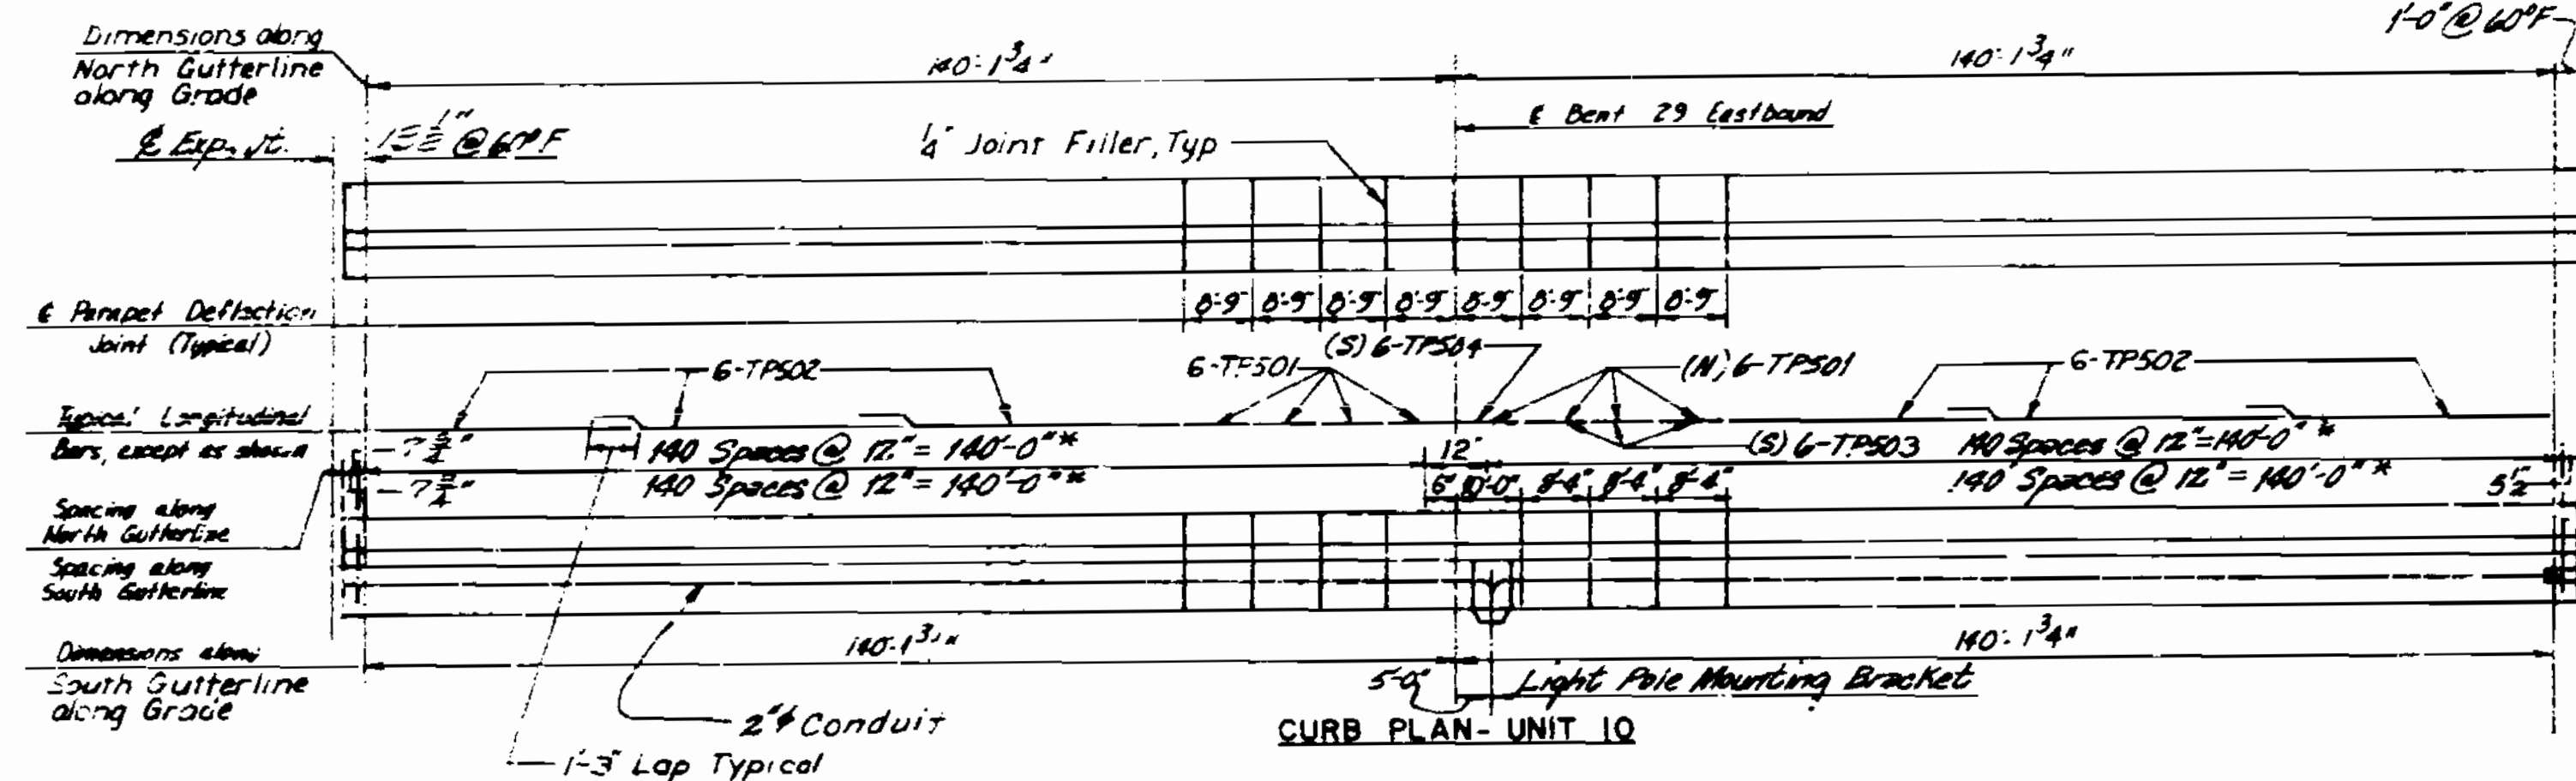 1'-0" @ 60°F
Dimensions along
North Gutterline
along Grade
140'-1 3/4"
140'-1 3/4"
℄ Bent 29 Eastbound
℄ Exp. Jt.
@ 60°F
1/4" Joint Filler, Typ
℄ Parapet Deflection
Joint (Typical)
8'-9" 8'-9" 8'-9" 8'-9" 8'-9" 8'-9" 8'-9" 8'-9"
(S) 6-TP504
6-TP502
6-TP501
(N) 6-TP501
6-TP502
Typical Longitudinal
Bars, except as shown
7 3/4"
140 Spaces @ 12" = 140'-0" *
12"
(S) 6-TP503
140 Spaces @ 12" = 140'-0" *
7 3/4"
140 Spaces @ 12" = 140'-0" *
6" 10'-0" 8'-4" 8'-4" 8'-4"
140 Spaces @ 12" = 140'-0" *
5 1/2"
Spacing along
North Gutterline
Spacing along
South Gutterline
Dimensions along
South Gutterline
along Grade
140'-1 3/4"
140'-1 3/4"
5'-0"
Light Pole Mounting Bracket
2"ϕ Conduit
CURB PLAN - UNIT 10
1'-3" Lap Typical